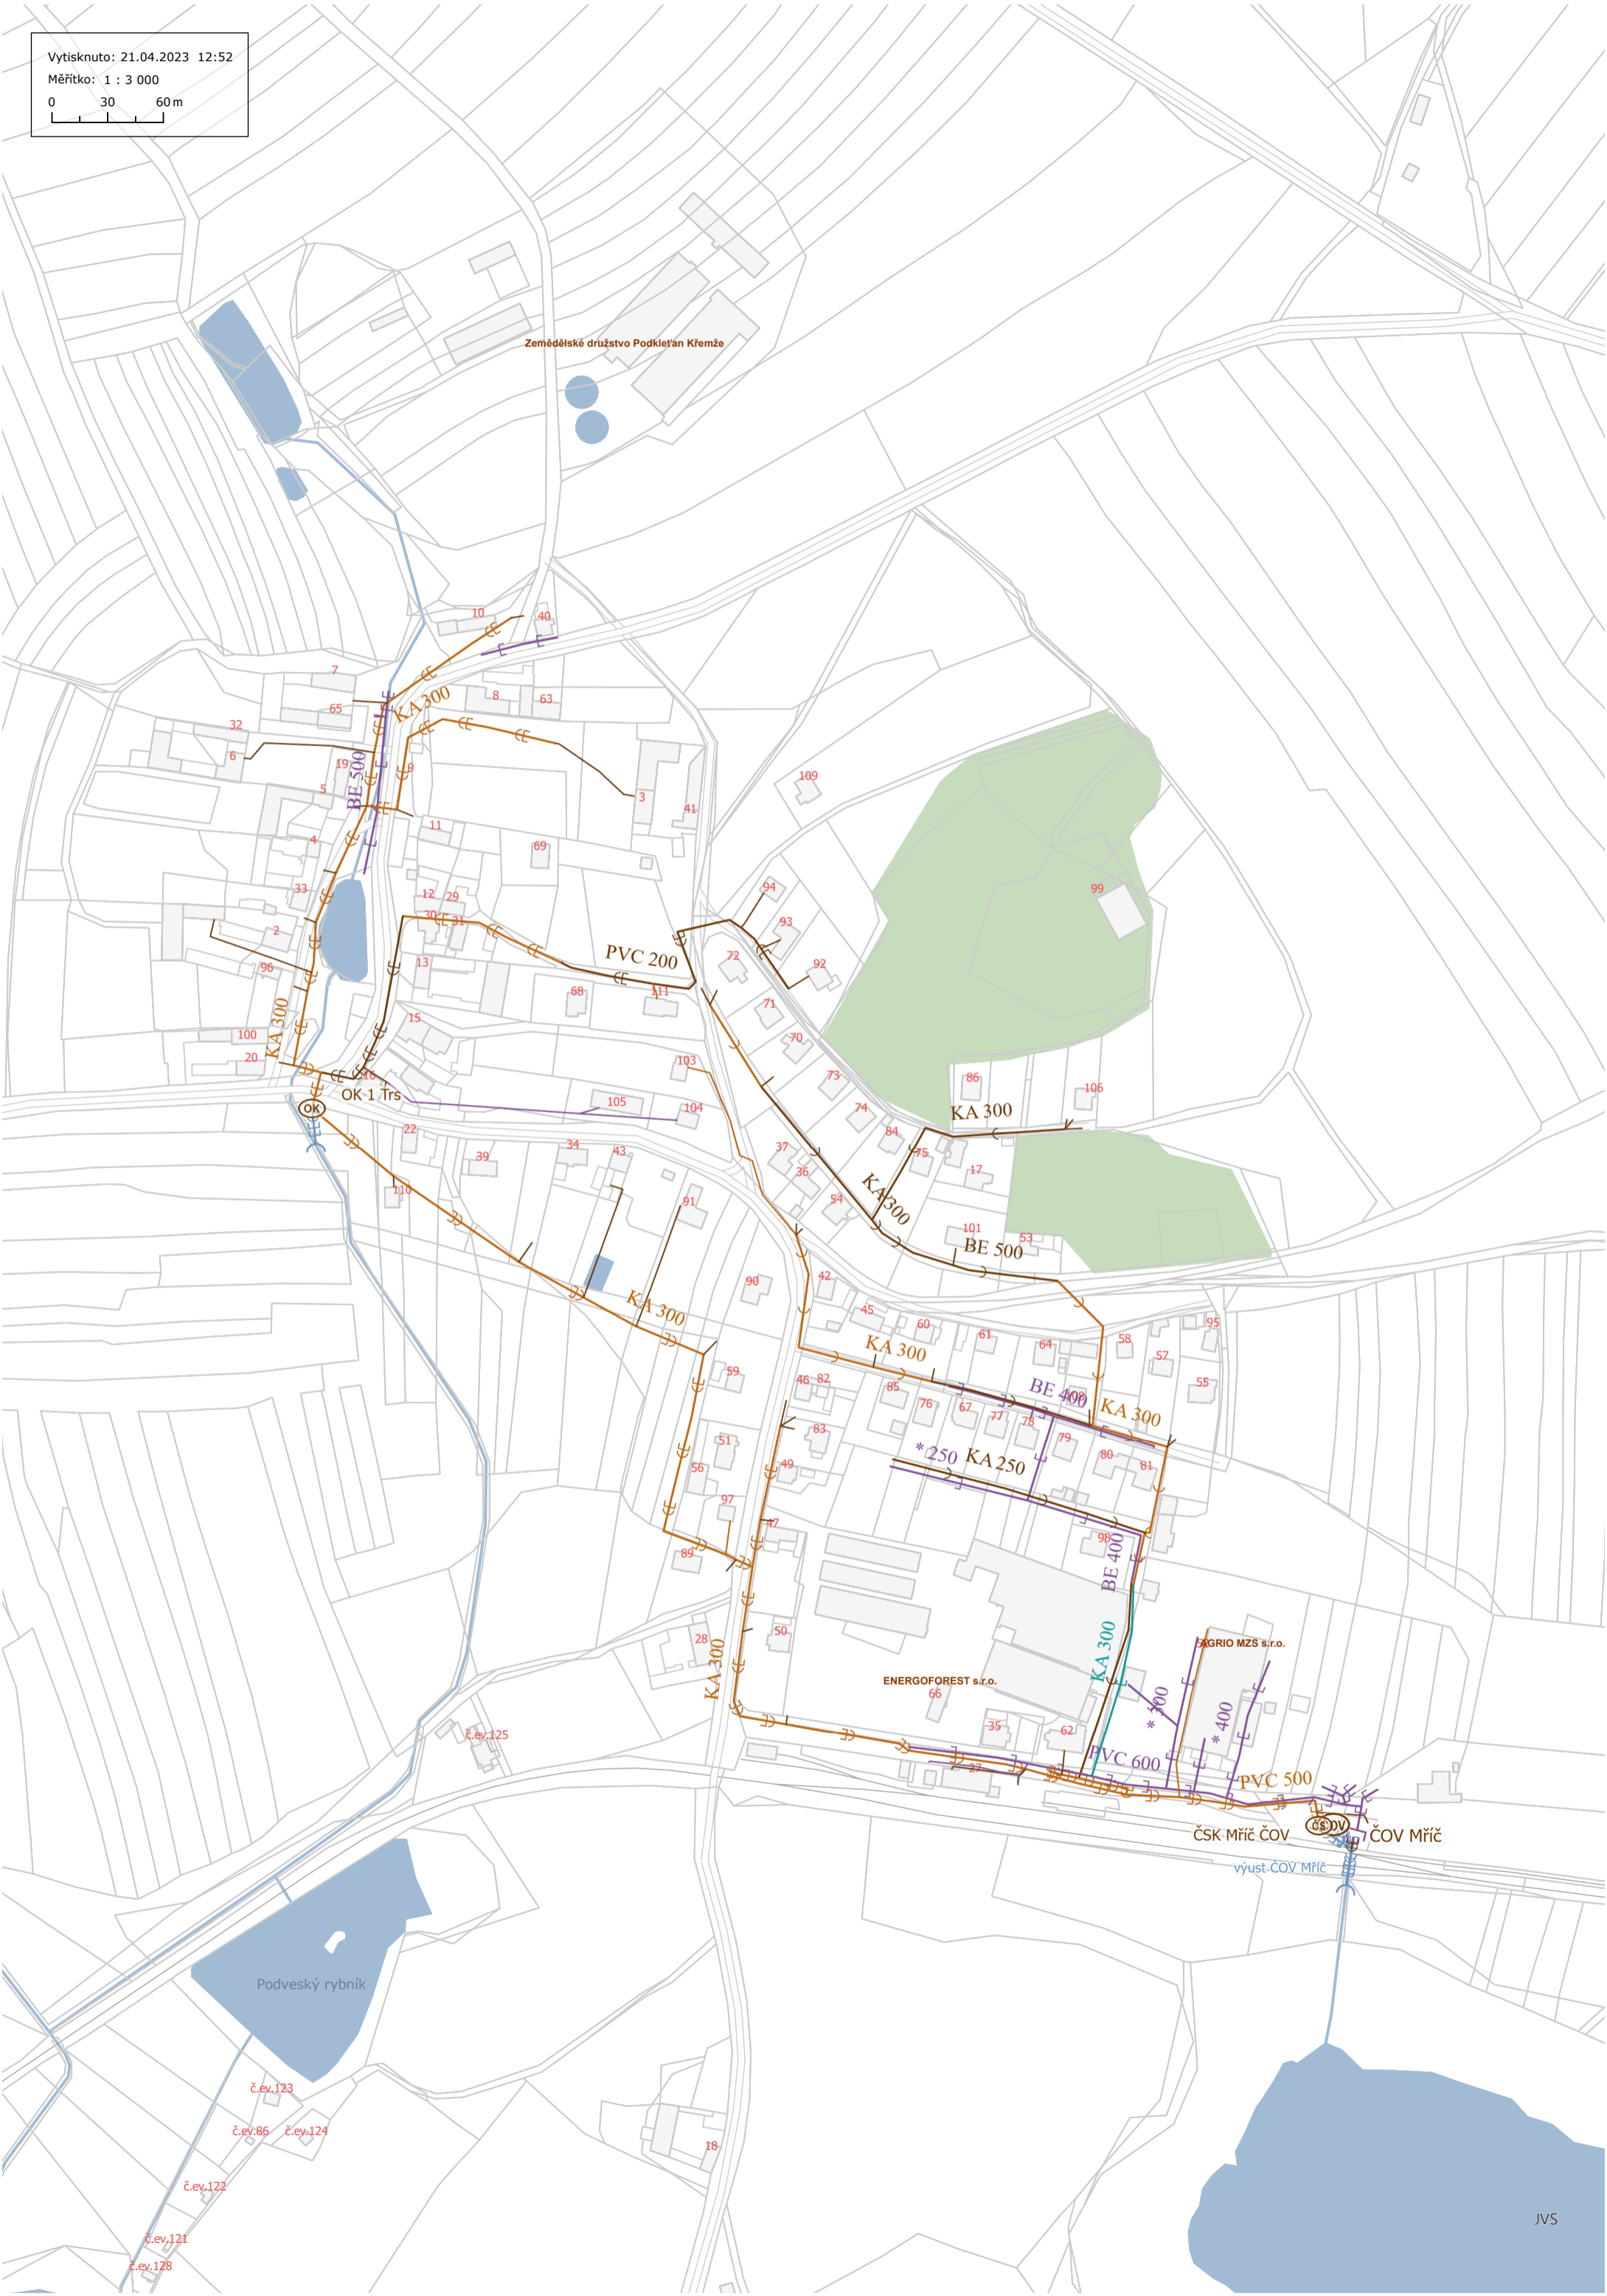 Vytisknuto: 21.04.2023 12:52
Měřítko: 1 : 3 000
0 30 60 m
Zemědělské družstvo Podkleťan Křemže
10
40
7
8
63
KA 300
65
32
6
19
BE 500
9
109
5
3
41
11
4
69
94
99
33
12
29
30
31
93
2
PVC 200
72
92
96
13
68
111
71
KA 300
15
100
70
20
103
16
73
86
106
OK 1 Trs
105
104
74
KA 300
OK
22
84
34
43
37
75
39
36
17
110
KA 300
91
54
101
53
BE 500
90
42
KA 300
45
60
61
58
95
KA 300
64
57
59
46
82
85
BE 400
55
76
67
KA 300
77
78
83
51
79
* 250
KA 250
80
56
49
81
97
47
98
89
BE 400
28
50
KA 300
KA 300
AGRIO MZS s.r.o.
ENERGOFOREST s.r.o.
66
* 300
* 400
35
62
č.ev.125
PVC 600
27
PVC 500
ČSK Mříč ČOV
ČS
ČOV Mříč
výust ČOV Mříč
Podveský rybník
č.ev.123
č.ev.86
č.ev.124
18
č.ev.122
JVS
č.ev.121
č.ev.128